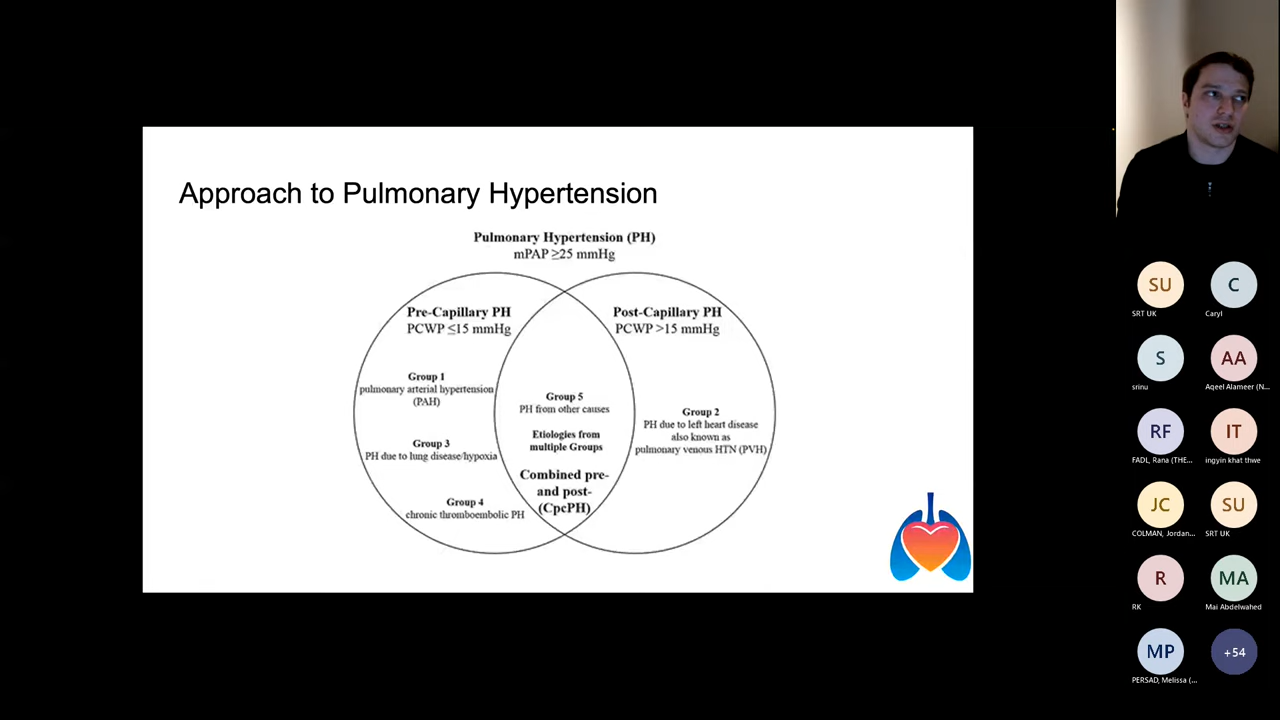 Approach to Pulmonary Hypertension
Pulmonary Hypertension (PH)
mPAP ≥25 mmHg
Pre-Capillary PH
PCWP ≤15 mmHg
Group 1
pulmonary arterial hypertension
(PAH)
Group 3
PH due to lung disease/hypoxia
Group 4
chronic thromboembolic PH
Group 5
PH from other causes
Etiologies from
multiple Groups
Combined pre-
and post-
(CpcPH)
Post-Capillary PH
PCWP >15 mmHg
Group 2
PH due to left heart disease
also known as
pulmonary venous HTN (PVH)
SU
SRT UK
C
Caryl
S
srinu
AA
Aqeel Alameer (N...
RF
FADL, Rana (THE...
IT
ingyin khat thwe
JC
COLMAN, Jordan...
SU
SRT UK
R
RK
MA
Mai Abdelwahed
MP
PERSAD, Melissa (...
+54